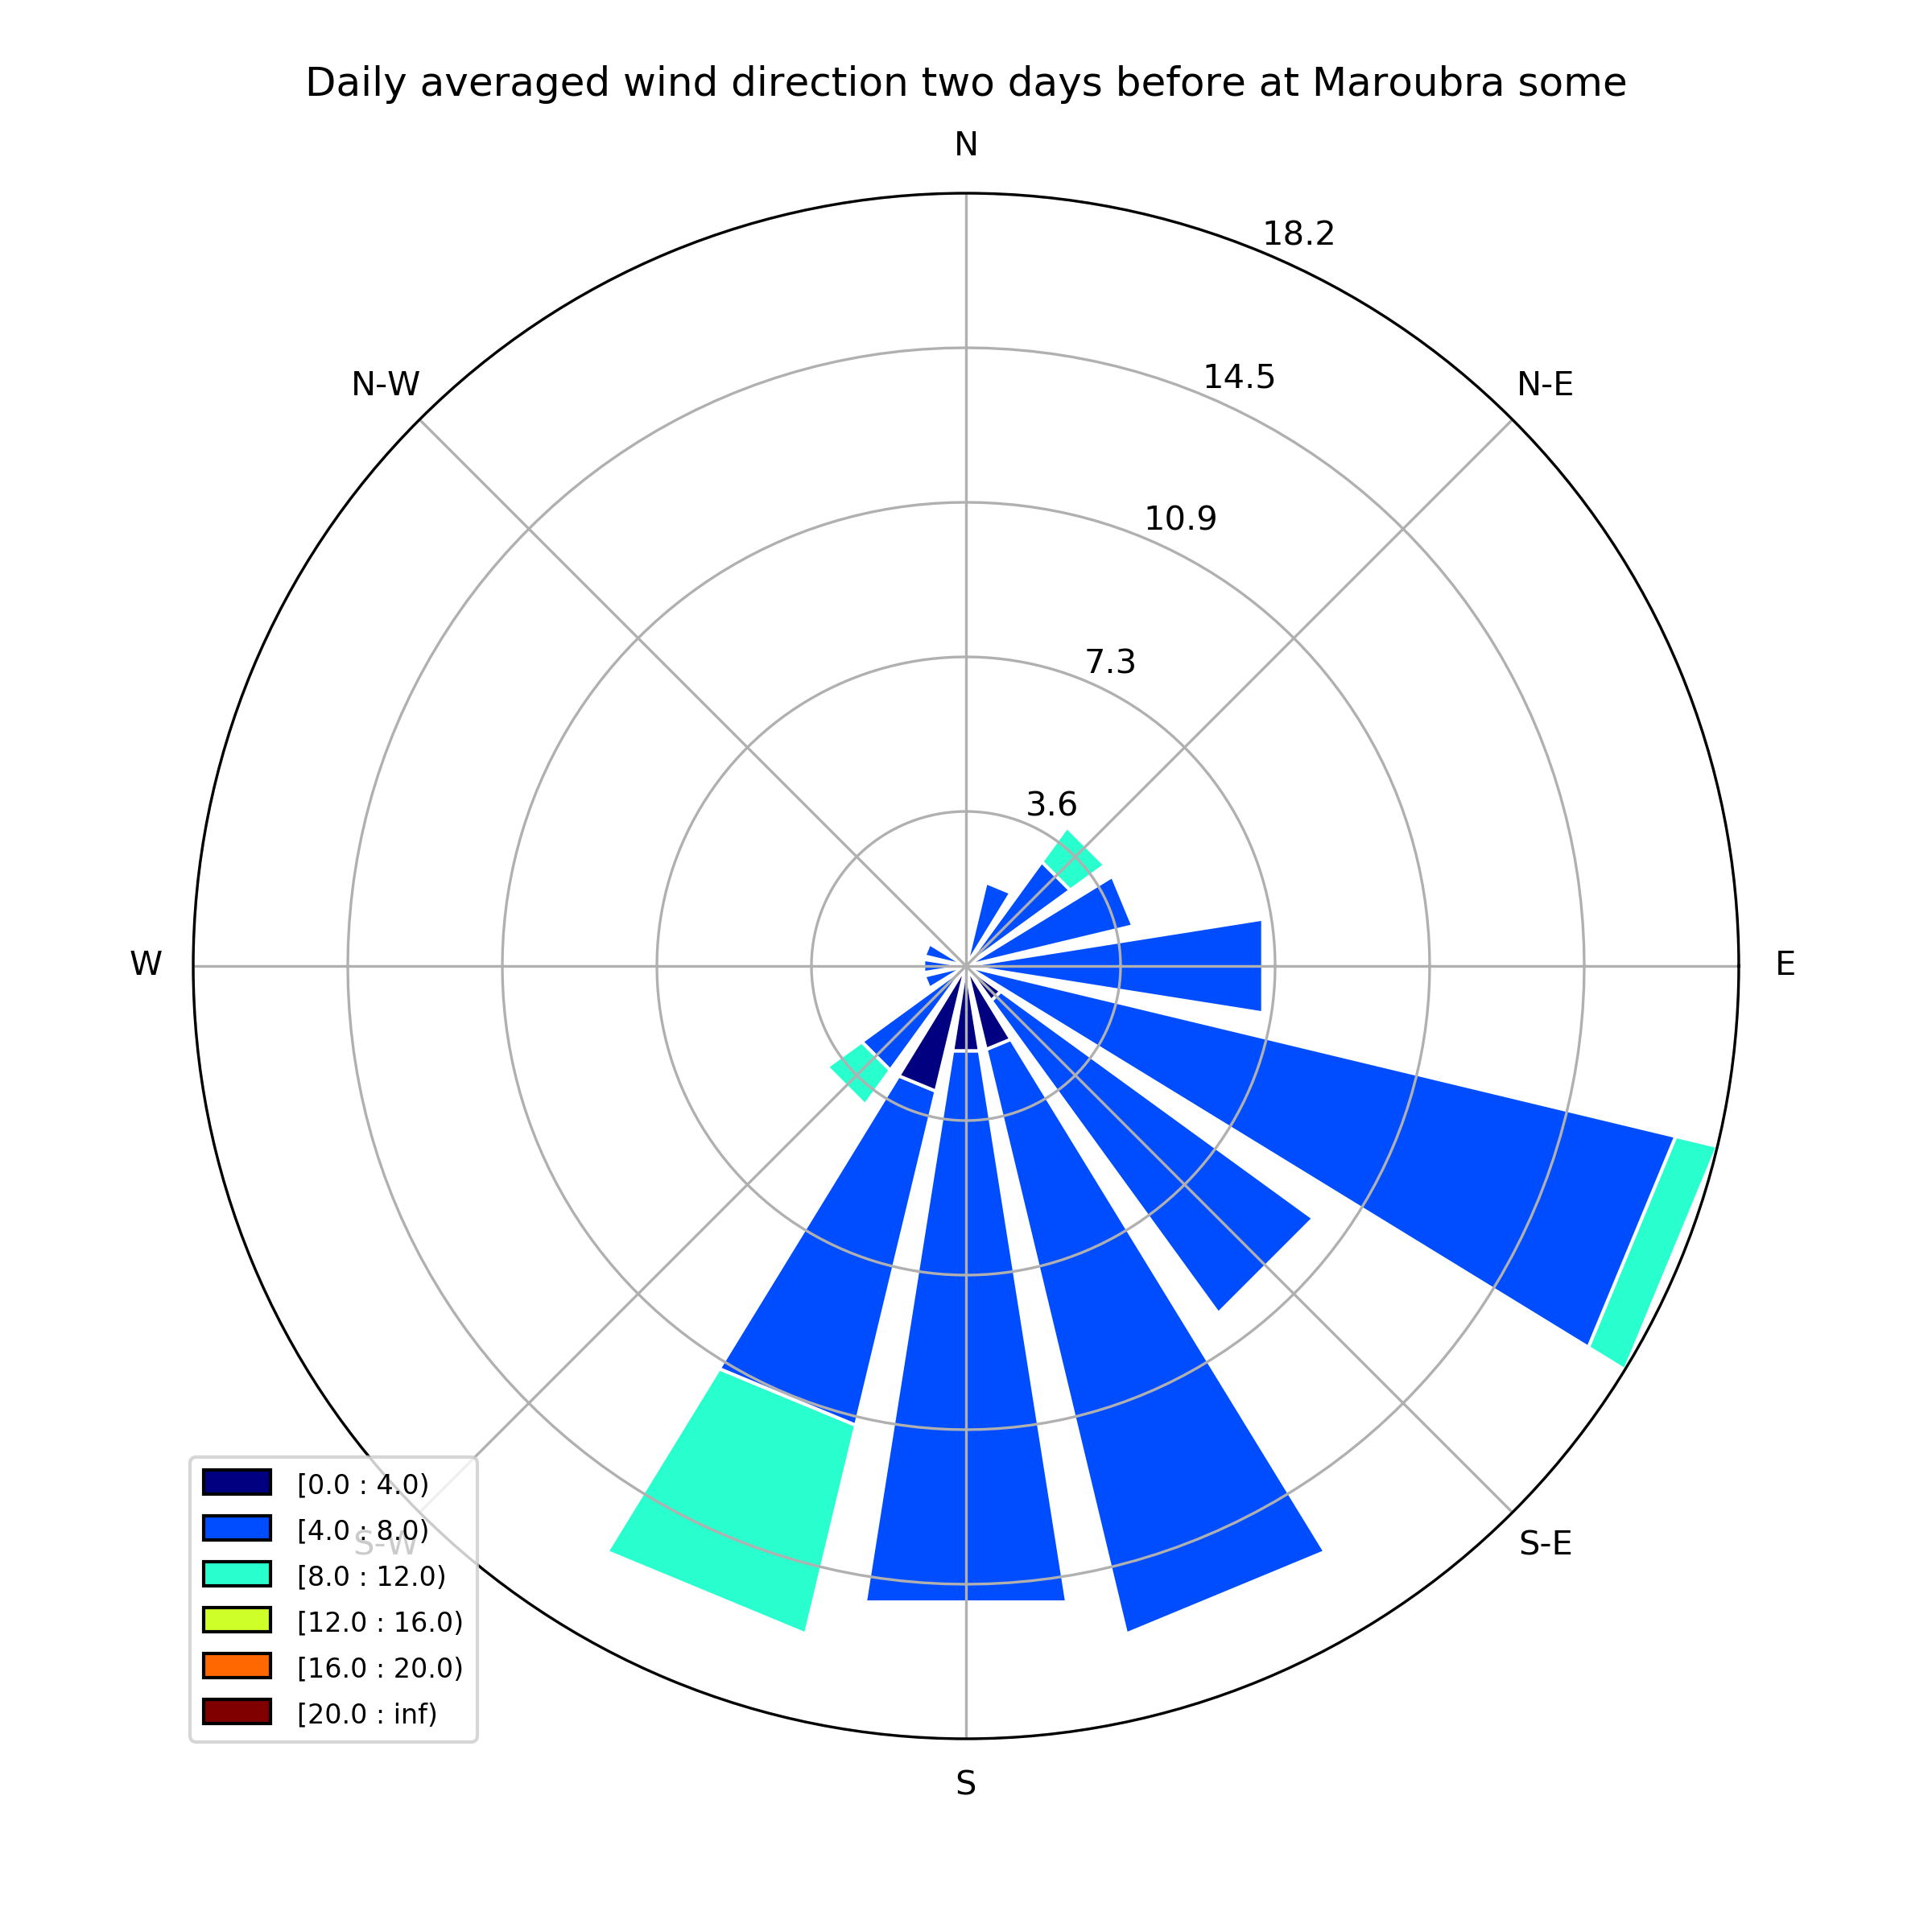 Daily averaged wind direction two days before at Maroubra some
N
18.2
N-W
14.5
N-E
10.9
7.3
3.6
W
E
[0.0 : 4.0)
[4.0 : 8.0)
S-W
S-E
[8.0 : 12.0)
[12.0 : 16.0)
[16.0 : 20.0)
[20.0 : inf)
S